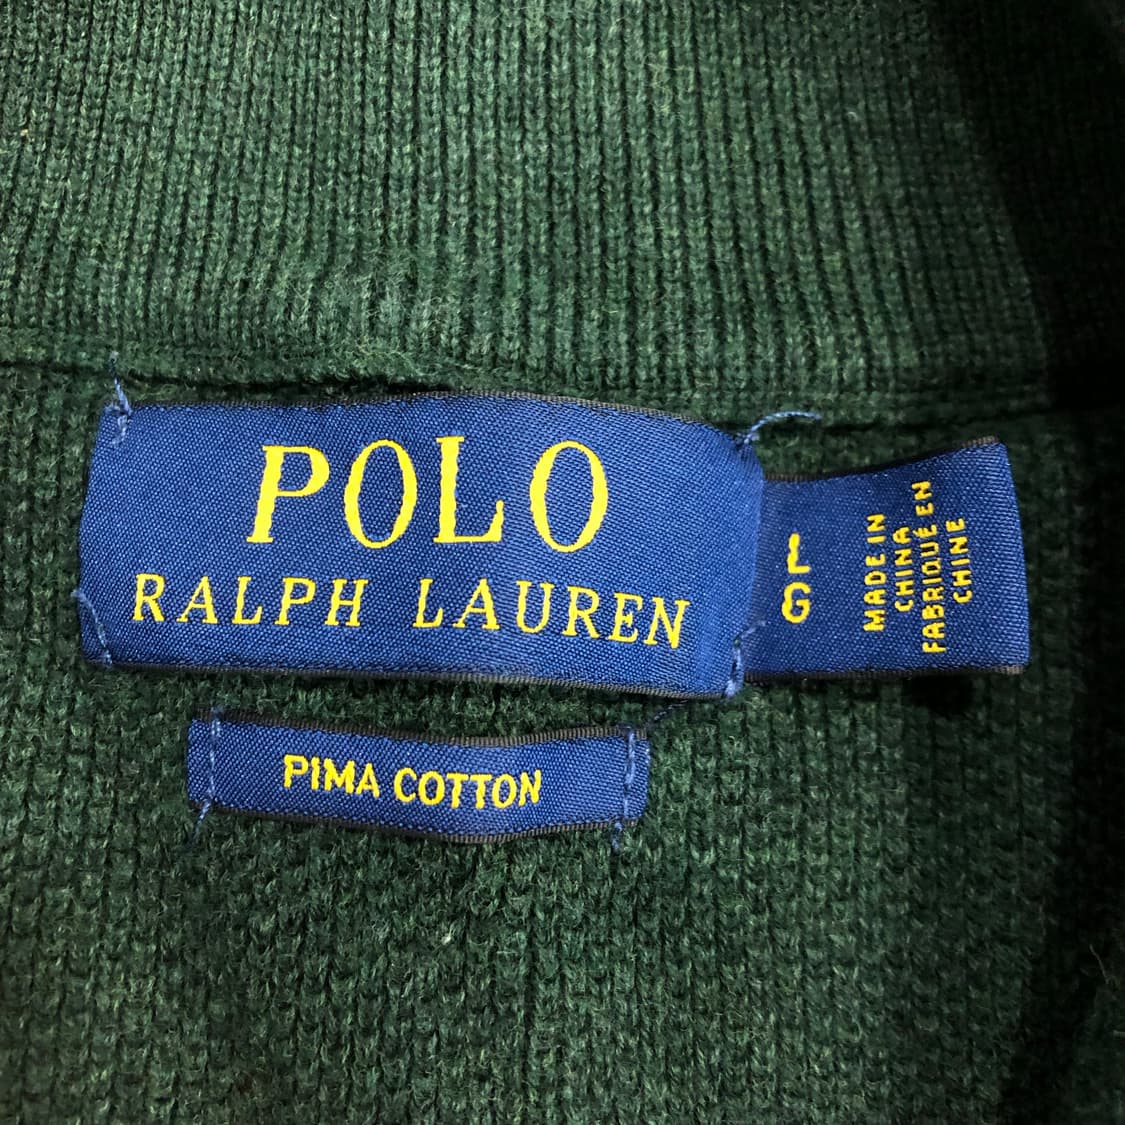 POLO
RALPH LAUREN
L
G
MADE IN
CHINA
FABRIQUÉ EN
CHINE
PIMA COTTON